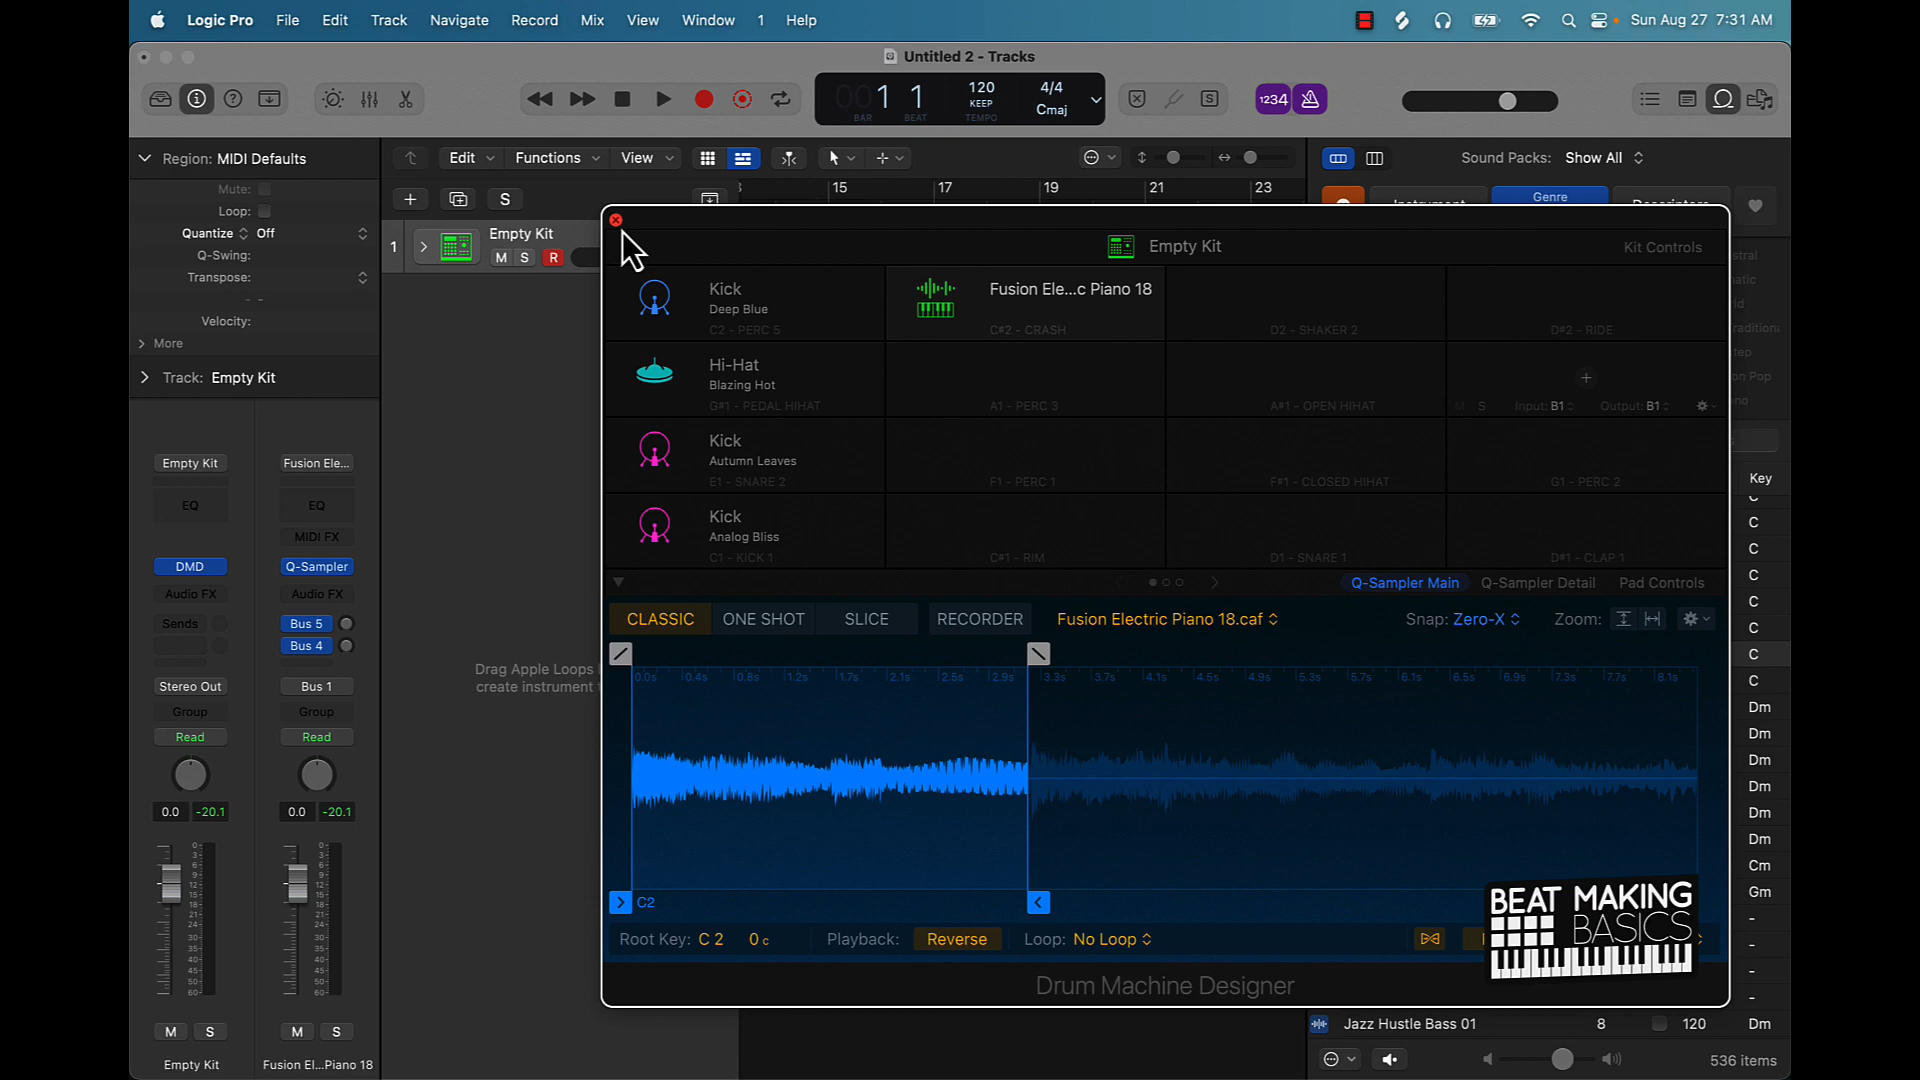 Logic Pro File Edit Track Navigate Record Mix View Window 1 Help Sun Aug 27 7:31 AM
Untitled 2 - Tracks
001 1 120 4/4
KEEP Cmaj
BAR BEAT TEMPO
1234
Region: MIDI Defaults
Mute:
Loop:
Quantize Off
Q-Swing:
Transpose:
Velocity:
More
Track: Empty Kit
Edit Functions View
S
15 17 19 21 23
Sound Packs: Show All
Genre
1 Empty Kit
M S R
Empty Kit
Kit Controls
Kick
Deep Blue
C2 - PERC 5
Fusion Ele...c Piano 18
C#2 - CRASH
D2 - SHAKER 2
D#2 - RIDE
Hi-Hat
Blazing Hot
G#1 - PEDAL HIHAT
A1 - PERC 3
A#1 - OPEN HIHAT
M S Input: B1 Output: B1
Kick
Autumn Leaves
E1 - SNARE 2
F1 - PERC 1
F#1 - CLOSED HIHAT
G1 - PERC 2
Kick
Analog Bliss
C1 - KICK 1
C#1 - RIM
D1 - SNARE 1
D#1 - CLAP 1
Q-Sampler Main Q-Sampler Detail Pad Controls
CLASSIC ONE SHOT SLICE RECORDER Fusion Electric Piano 18.caf Snap: Zero-X Zoom:
0.0s 0.4s 0.8s 1.2s 1.7s 2.1s 2.5s 2.9s 3.3s 3.7s 4.1s 4.5s 4.9s 5.3s 5.7s 6.1s 6.5s 6.9s 7.3s 7.7s 8.1s
C2
Root Key: C 2 0 c Playback: Reverse Loop: No Loop
Drum Machine Designer
BEAT MAKING
BASICS
Drag Apple Loops
create instrument
Empty Kit Fusion Ele...
EQ EQ
MIDI FX
DMD Q-Sampler
Audio FX Audio FX
Sends Bus 5
Bus 4
Stereo Out Bus 1
Group Group
Read Read
0.0 -20.1 0.0 -20.1
M S M S
Empty Kit Fusion El...Piano 18
Key
C
C
C
C
C
C
C
Dm
Dm
Dm
Dm
Dm
Dm
Cm
Gm
-
-
-
-
Jazz Hustle Bass 01 8 120 Dm
536 items